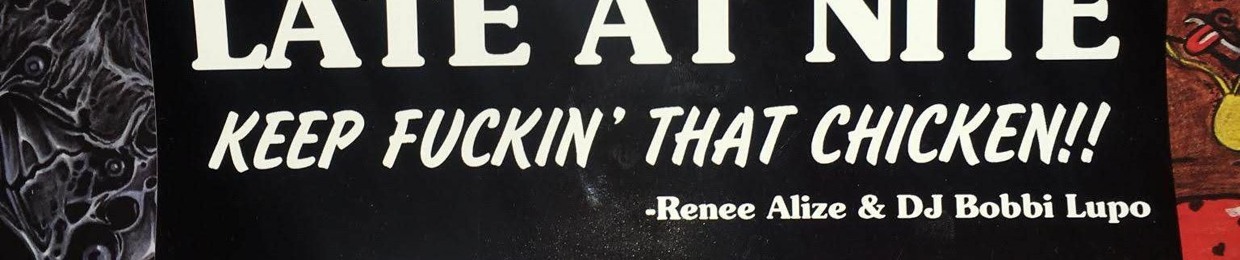 LATE AT NITE
KEEP FUCKIN' THAT CHICKEN!!
-Renee Alize & DJ Bobbi Lupo